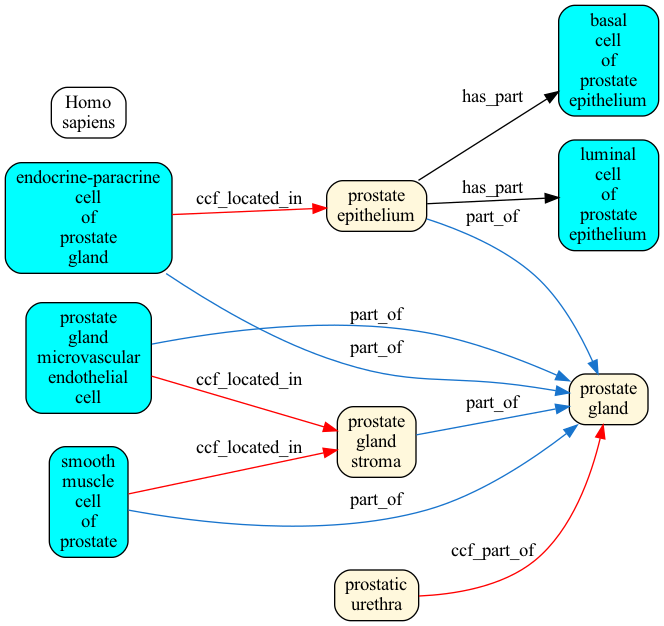 basal
cell
of
prostate
epithelium
Homo
sapiens
has_part
luminal
cell
of
prostate
epithelium
endocrine-paracrine
cell
of
prostate
gland
ccf_located_in
prostate
epithelium
has_part
part_of
prostate
gland
microvascular
endothelial
cell
part_of
part_of
ccf_located_in
prostate
gland
stroma
part_of
prostate
gland
smooth
muscle
cell
of
prostate
ccf_located_in
part_of
ccf_part_of
prostatic
urethra